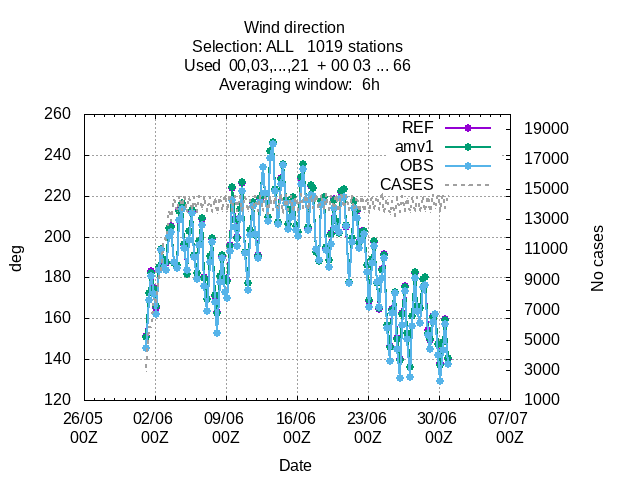 Wind direction
Selection: ALL   1019 stations
Used  00,03,...,21  + 00 03 ... 66
Averaging window:  6h
260
240
220
200
180
160
140
120
deg
19000
17000
15000
13000
11000
9000
7000
5000
3000
1000
No cases
REF
amv1
OBS
CASES
26/05 02/06 09/06 16/06 23/06 30/06 07/07
00Z 00Z 00Z 00Z 00Z 00Z 00Z
Date